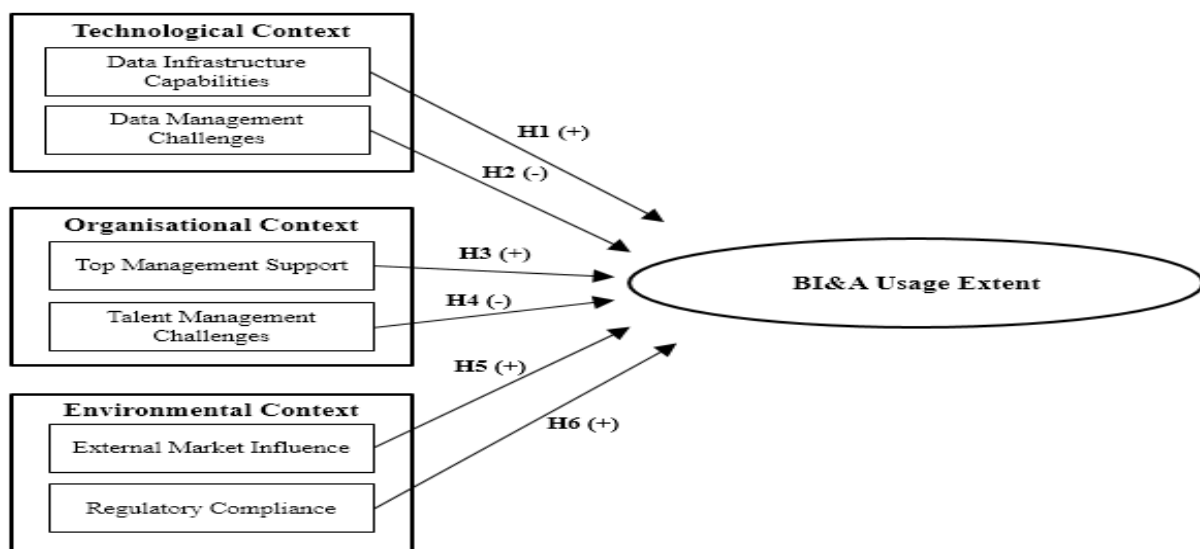 Technological Context
Data Infrastructure
Capabilities
Data Management
Challenges
H1 (+)
H2 (-)
Organisational Context
Top Management Support
Talent Management
Challenges
H3 (+)
H4 (-)
BI&A Usage Extent
Environmental Context
External Market Influence
Regulatory Compliance
H5 (+)
H6 (+)